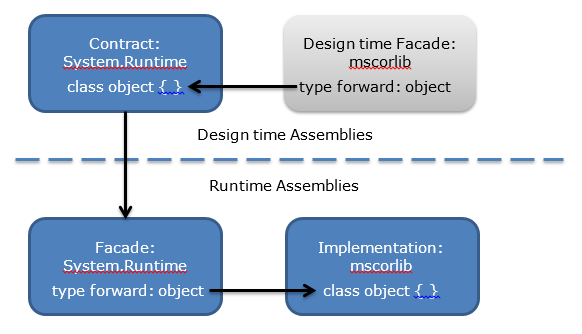 Contract:
System.Runtime
class object { }
Design time Facade:
mscorlib
type forward: object
Design time Assemblies
Runtime Assemblies
Facade:
System.Runtime
type forward: object
Implementation:
mscorlib
class object { }